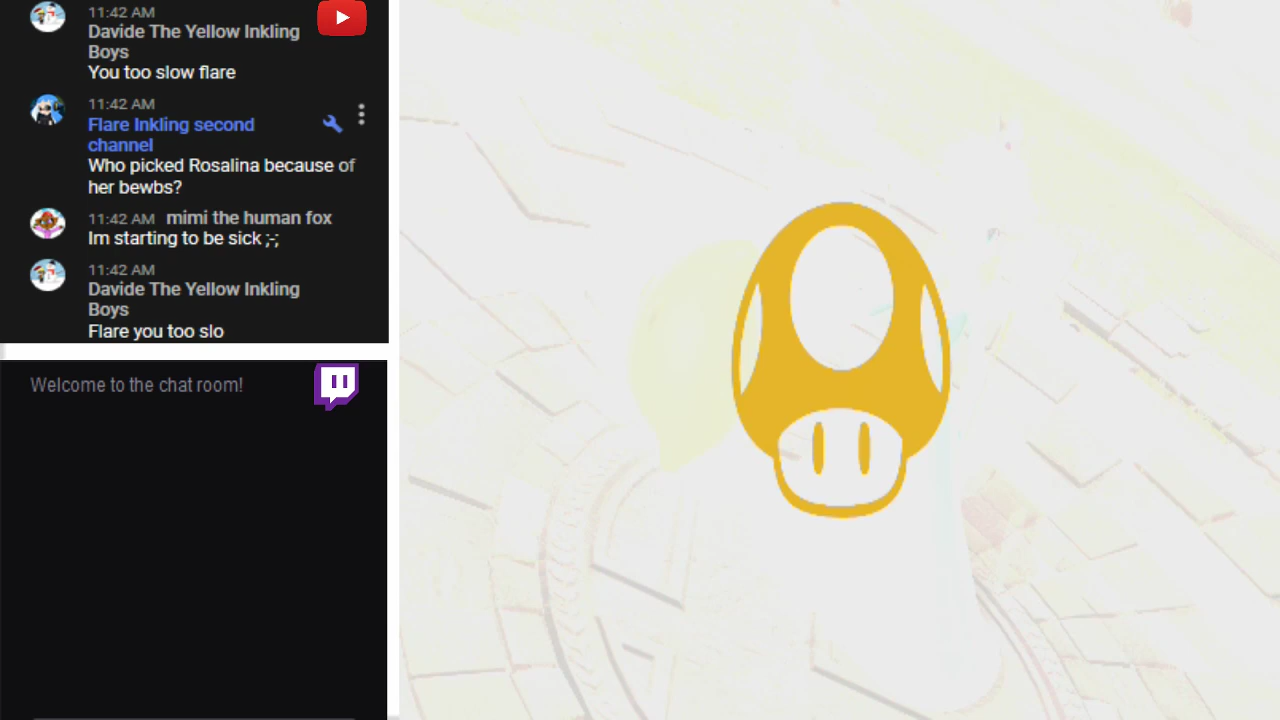 11:42 AM
Davide The Yellow Inkling
Boys
You too slow flare
11:42 AM
Flare Inkling second
channel
Who picked Rosalina because of
her bewbs?
11:42 AM mimi the human fox
Im starting to be sick ;-;
11:42 AM
Davide The Yellow Inkling
Boys
Flare you too slo
Welcome to the chat room!